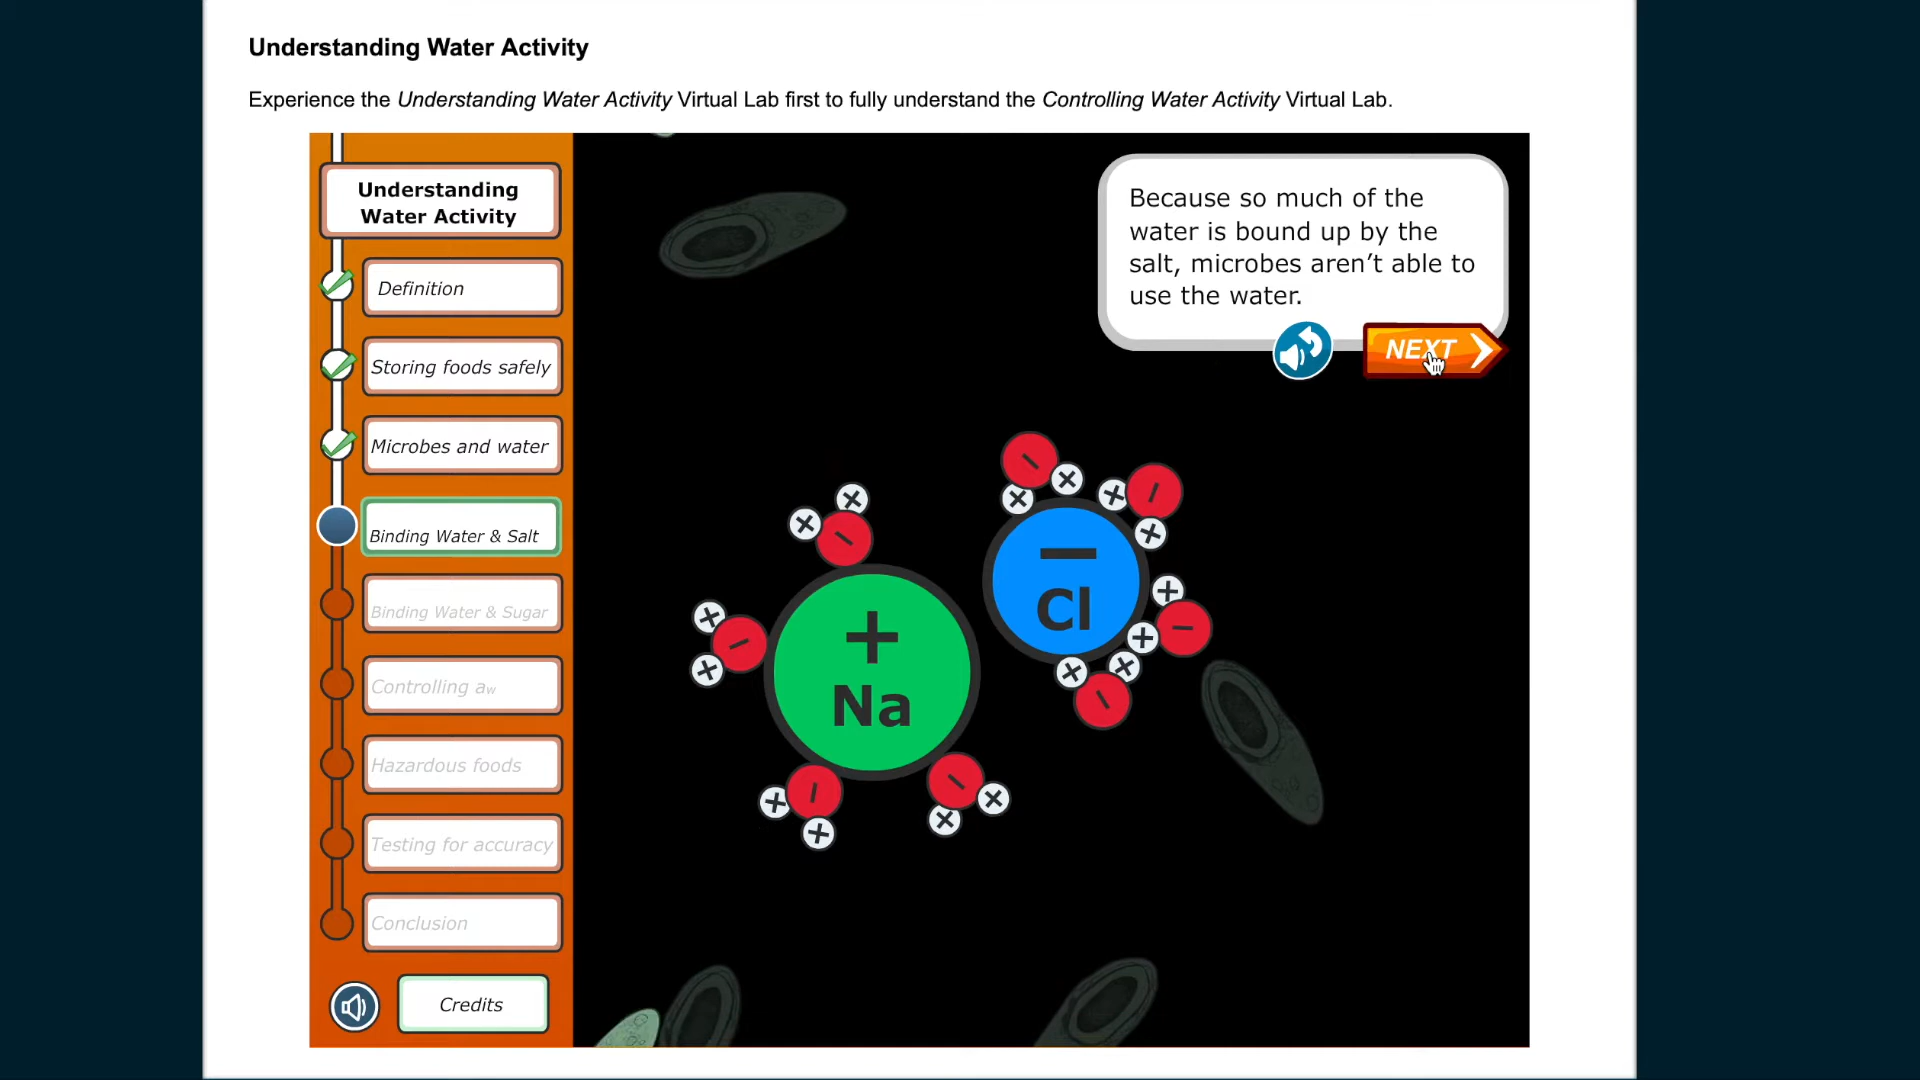 Understanding Water Activity
Experience the Understanding Water Activity Virtual Lab first to fully understand the Controlling Water Activity Virtual Lab.
Understanding
Water Activity
Definition
Storing foods safely
Microbes and water
Binding Water & Salt
Binding Water & Sugar
Controlling aw
Hazardous foods
Testing for accuracy
Conclusion
Credits
Because so much of the
water is bound up by the
salt, microbes aren’t able to
use the water.
NEXT
+
Na
−
Cl